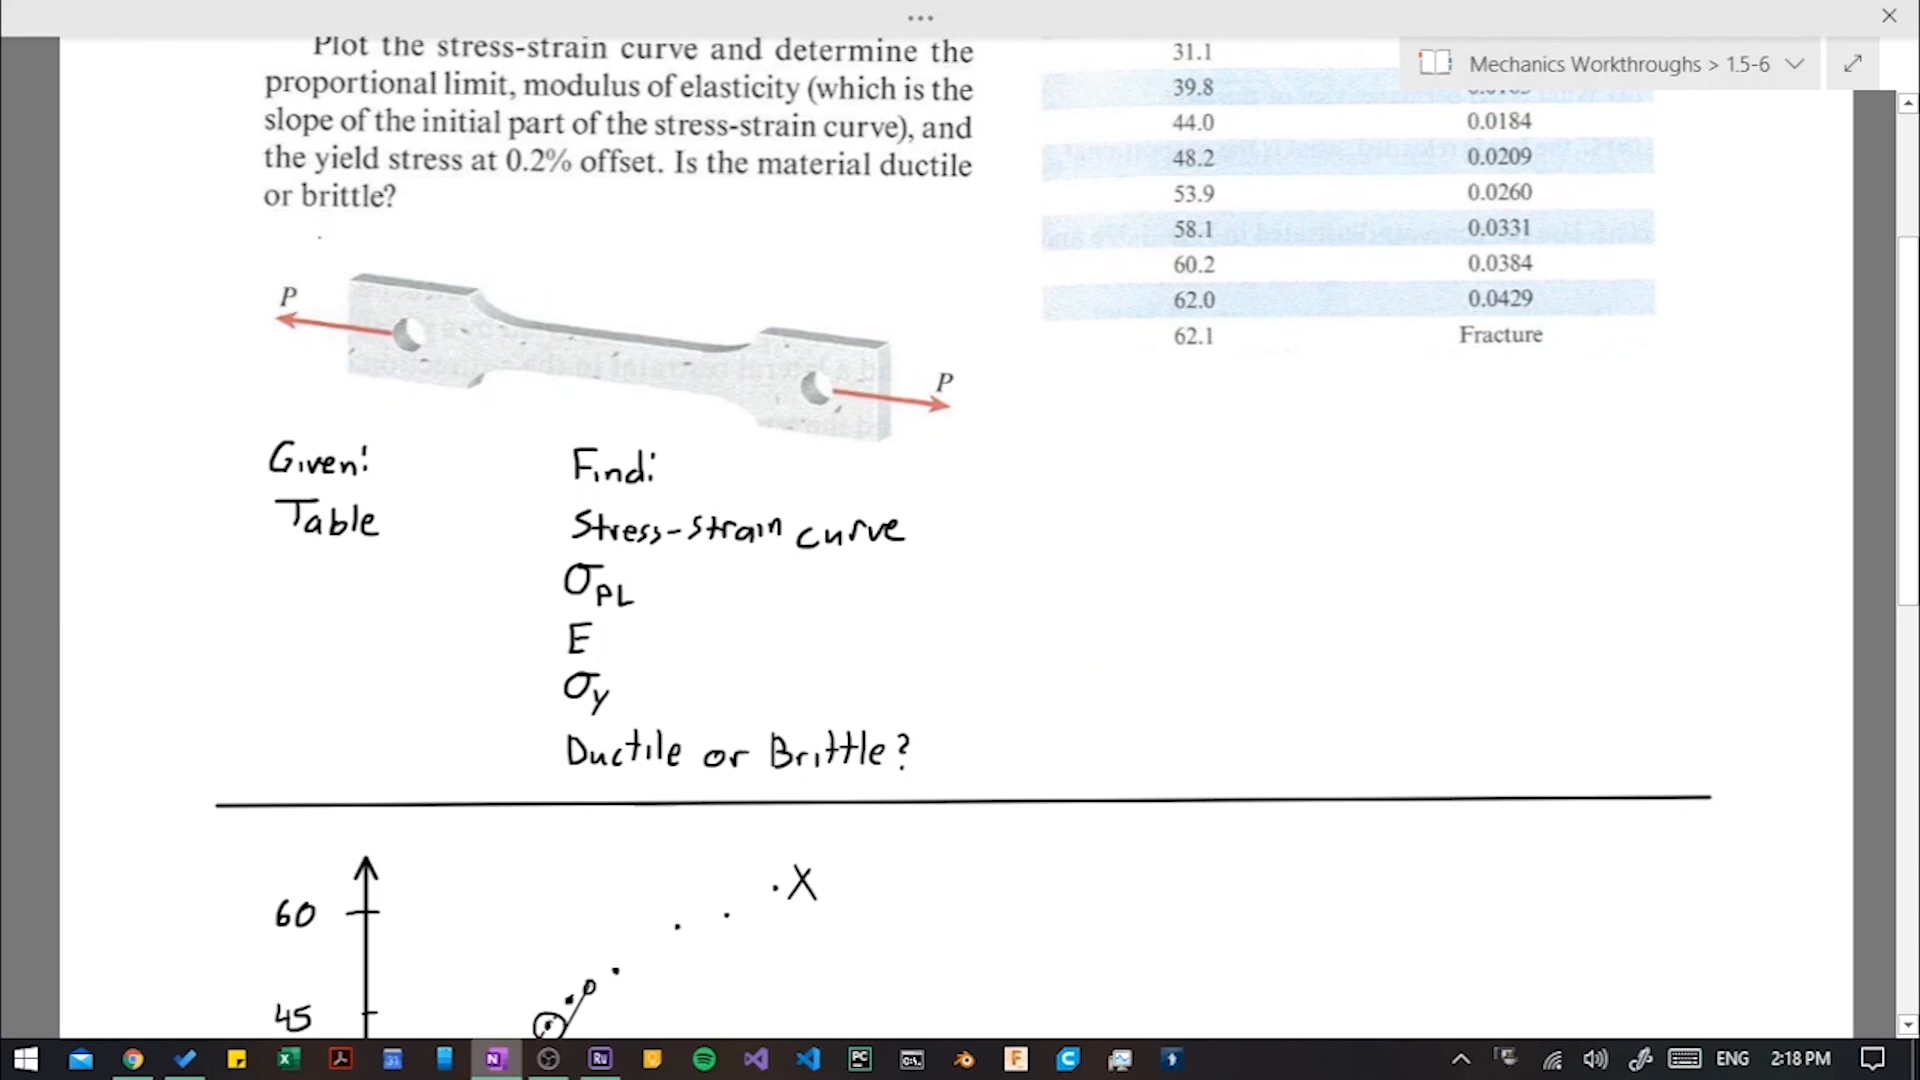 Plot the stress-strain curve and determine the
proportional limit, modulus of elasticity (which is the
slope of the initial part of the stress-strain curve), and
the yield stress at 0.2% offset. Is the material ductile
or brittle?
31.1
39.8
44.0 0.0184
48.2 0.0209
53.9 0.0260
58.1 0.0331
60.2 0.0384
62.0 0.0429
62.1 Fracture
Mechanics Workthroughs > 1.5-6
P
P
Given:
Table
Find:
Stress-strain curve
σPL
E
σy
Ductile or Brittle?
60
X
45
ENG 2:18 PM